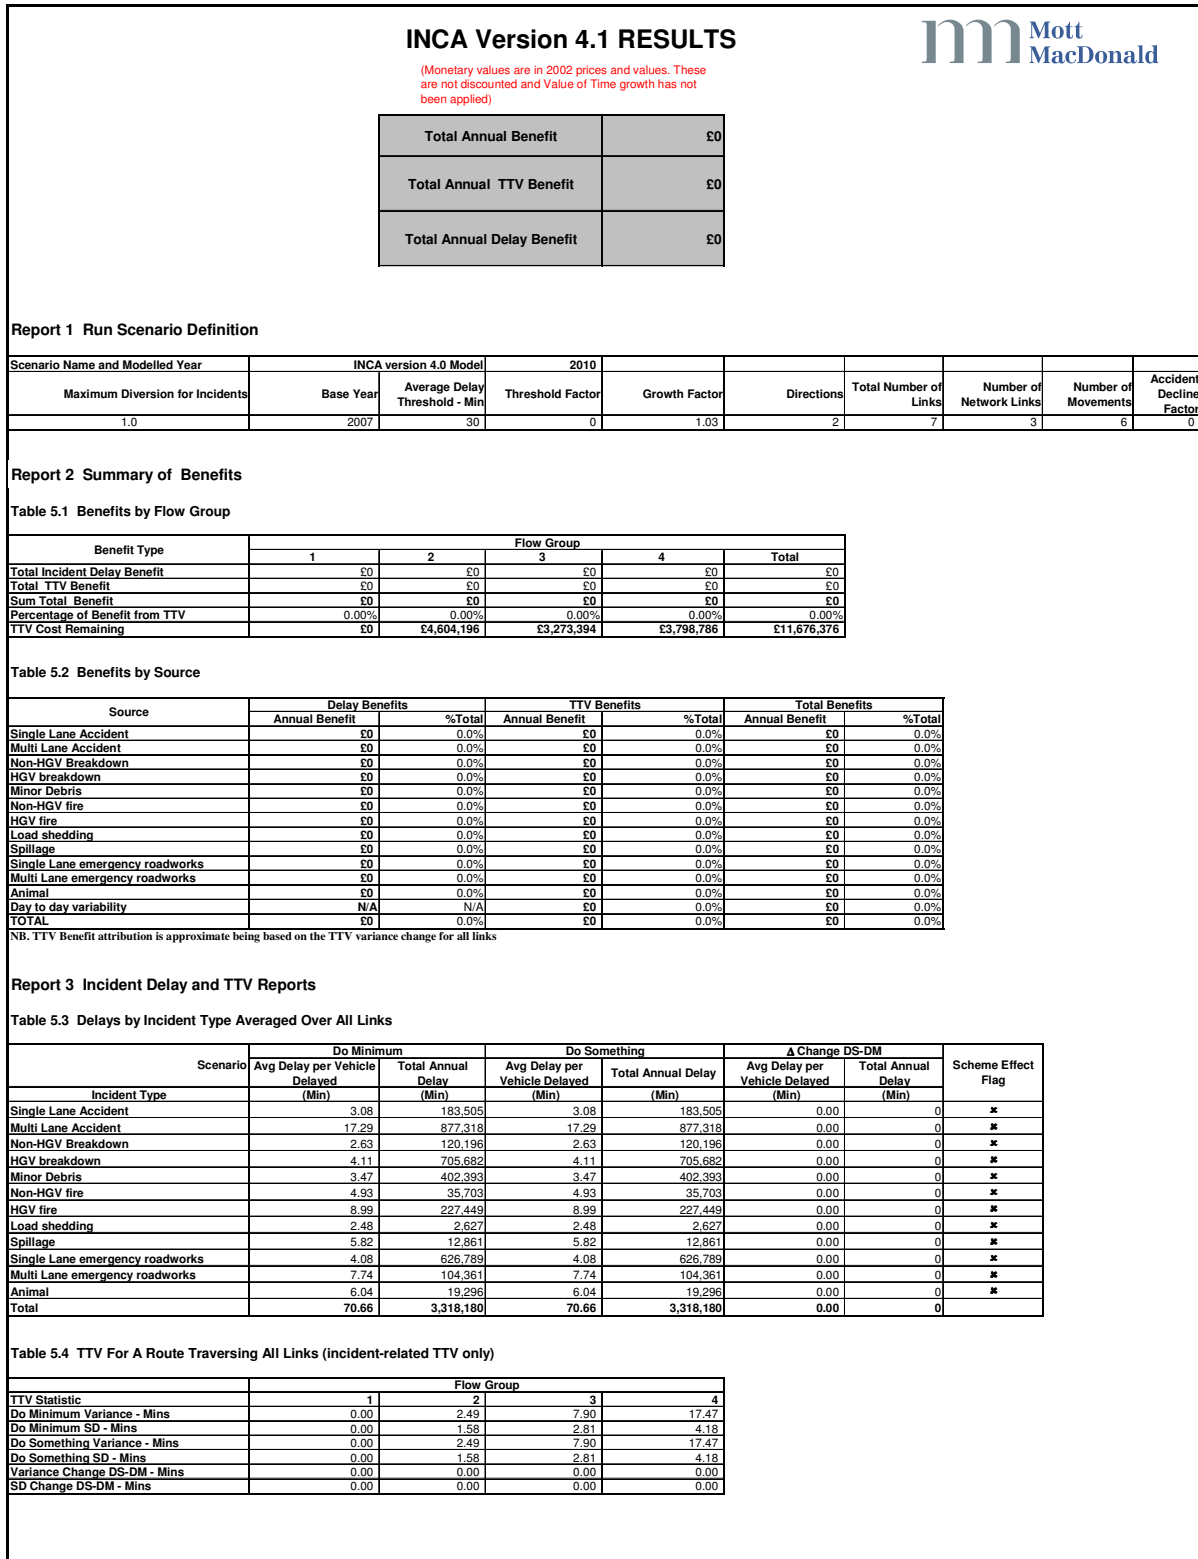 INCA Version 4.1 RESULTS
Mott
MacDonald
(Monetary values are in 2002 prices and values. These
are not discounted and Value of Time growth has not
been applied)
Total Annual Benefit £0
Total Annual TTV Benefit £0
Total Annual Delay Benefit £0
Report 1 Run Scenario Definition
Scenario Name and Modelled Year INCA version 4.0 Model 2010
Maximum Diversion for Incidents Base Year Average Delay Threshold - Min Threshold Factor Growth Factor Directions Total Number of Links Number of Network Links Number of Movements Accident Decline Factor
1.0 2007 30 0 1.03 2 7 3 6 0
Report 2 Summary of Benefits
Table 5.1 Benefits by Flow Group
Benefit Type Flow Group
1 2 3 4 Total
Total Incident Delay Benefit £0 £0 £0 £0 £0
Total TTV Benefit £0 £0 £0 £0 £0
Sum Total Benefit £0 £0 £0 £0 £0
Percentage of Benefit from TTV 0.00% 0.00% 0.00% 0.00% 0.00%
TTV Cost Remaining £0 £4,604,196 £3,273,394 £3,798,786 £11,676,376
Table 5.2 Benefits by Source
Source Delay Benefits TTV Benefits Total Benefits
Annual Benefit %Total Annual Benefit %Total Annual Benefit %Total
Single Lane Accident £0 0.0% £0 0.0% £0 0.0%
Multi Lane Accident £0 0.0% £0 0.0% £0 0.0%
Non-HGV Breakdown £0 0.0% £0 0.0% £0 0.0%
HGV breakdown £0 0.0% £0 0.0% £0 0.0%
Minor Debris £0 0.0% £0 0.0% £0 0.0%
Non-HGV fire £0 0.0% £0 0.0% £0 0.0%
HGV fire £0 0.0% £0 0.0% £0 0.0%
Load shedding £0 0.0% £0 0.0% £0 0.0%
Spillage £0 0.0% £0 0.0% £0 0.0%
Single Lane emergency roadworks £0 0.0% £0 0.0% £0 0.0%
Multi Lane emergency roadworks £0 0.0% £0 0.0% £0 0.0%
Animal £0 0.0% £0 0.0% £0 0.0%
Day to day variability N/A N/A £0 0.0% £0 0.0%
TOTAL £0 0.0% £0 0.0% £0 0.0%
NB. TTV Benefit attribution is approximate being based on the TTV variance change for all links
Report 3 Incident Delay and TTV Reports
Table 5.3 Delays by Incident Type Averaged Over All Links
Do Minimum Do Something Δ Change DS-DM
Scenario Avg Delay per Vehicle Delayed Total Annual Delay Avg Delay per Vehicle Delayed Total Annual Delay Avg Delay per Vehicle Delayed Total Annual Delay Scheme Effect Flag
Incident Type (Min) (Min) (Min) (Min) (Min) (Min)
Single Lane Accident 3.08 183,505 3.08 183,505 0.00 0 ✖
Multi Lane Accident 17.29 877,318 17.29 877,318 0.00 0 ✖
Non-HGV Breakdown 2.63 120,196 2.63 120,196 0.00 0 ✖
HGV breakdown 4.11 705,682 4.11 705,682 0.00 0 ✖
Minor Debris 3.47 402,393 3.47 402,393 0.00 0 ✖
Non-HGV fire 4.93 35,703 4.93 35,703 0.00 0 ✖
HGV fire 8.99 227,449 8.99 227,449 0.00 0 ✖
Load shedding 2.48 2,627 2.48 2,627 0.00 0 ✖
Spillage 5.82 12,861 5.82 12,861 0.00 0 ✖
Single Lane emergency roadworks 4.08 626,789 4.08 626,789 0.00 0 ✖
Multi Lane emergency roadworks 7.74 104,361 7.74 104,361 0.00 0 ✖
Animal 6.04 19,296 6.04 19,296 0.00 0 ✖
Total 70.66 3,318,180 70.66 3,318,180 0.00 0
Table 5.4 TTV For A Route Traversing All Links (incident-related TTV only)
Flow Group
TTV Statistic 1 2 3 4
Do Minimum Variance - Mins 0.00 2.49 7.90 17.47
Do Minimum SD - Mins 0.00 1.58 2.81 4.18
Do Something Variance - Mins 0.00 2.49 7.90 17.47
Do Something SD - Mins 0.00 1.58 2.81 4.18
Variance Change DS-DM - Mins 0.00 0.00 0.00 0.00
SD Change DS-DM - Mins 0.00 0.00 0.00 0.00